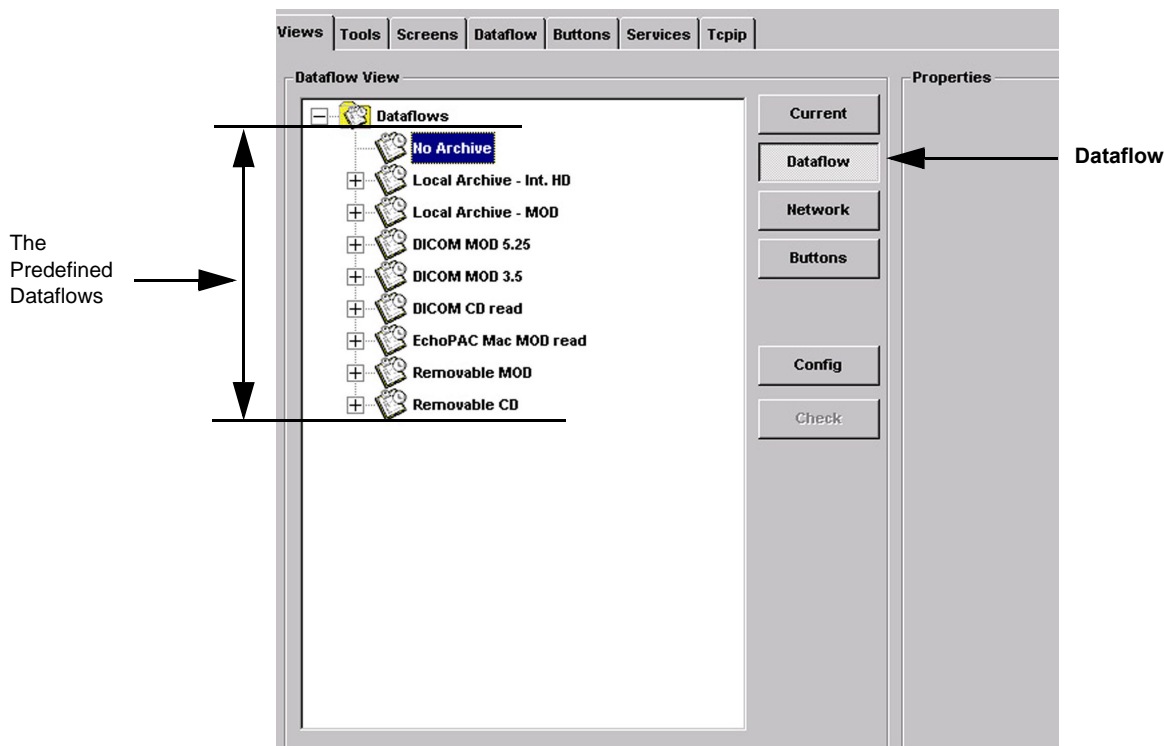 Views Tools Screens Dataflow Buttons Services Tcpip
Dataflow View
Properties
Dataflows
No Archive
Local Archive - Int. HD
Local Archive - MOD
DICOM MOD 5.25
DICOM MOD 3.5
DICOM CD read
EchoPAC Mac MOD read
Removable MOD
Removable CD
Current
Dataflow
Network
Buttons
Config
Check
Dataflow
The
Predefined
Dataflows